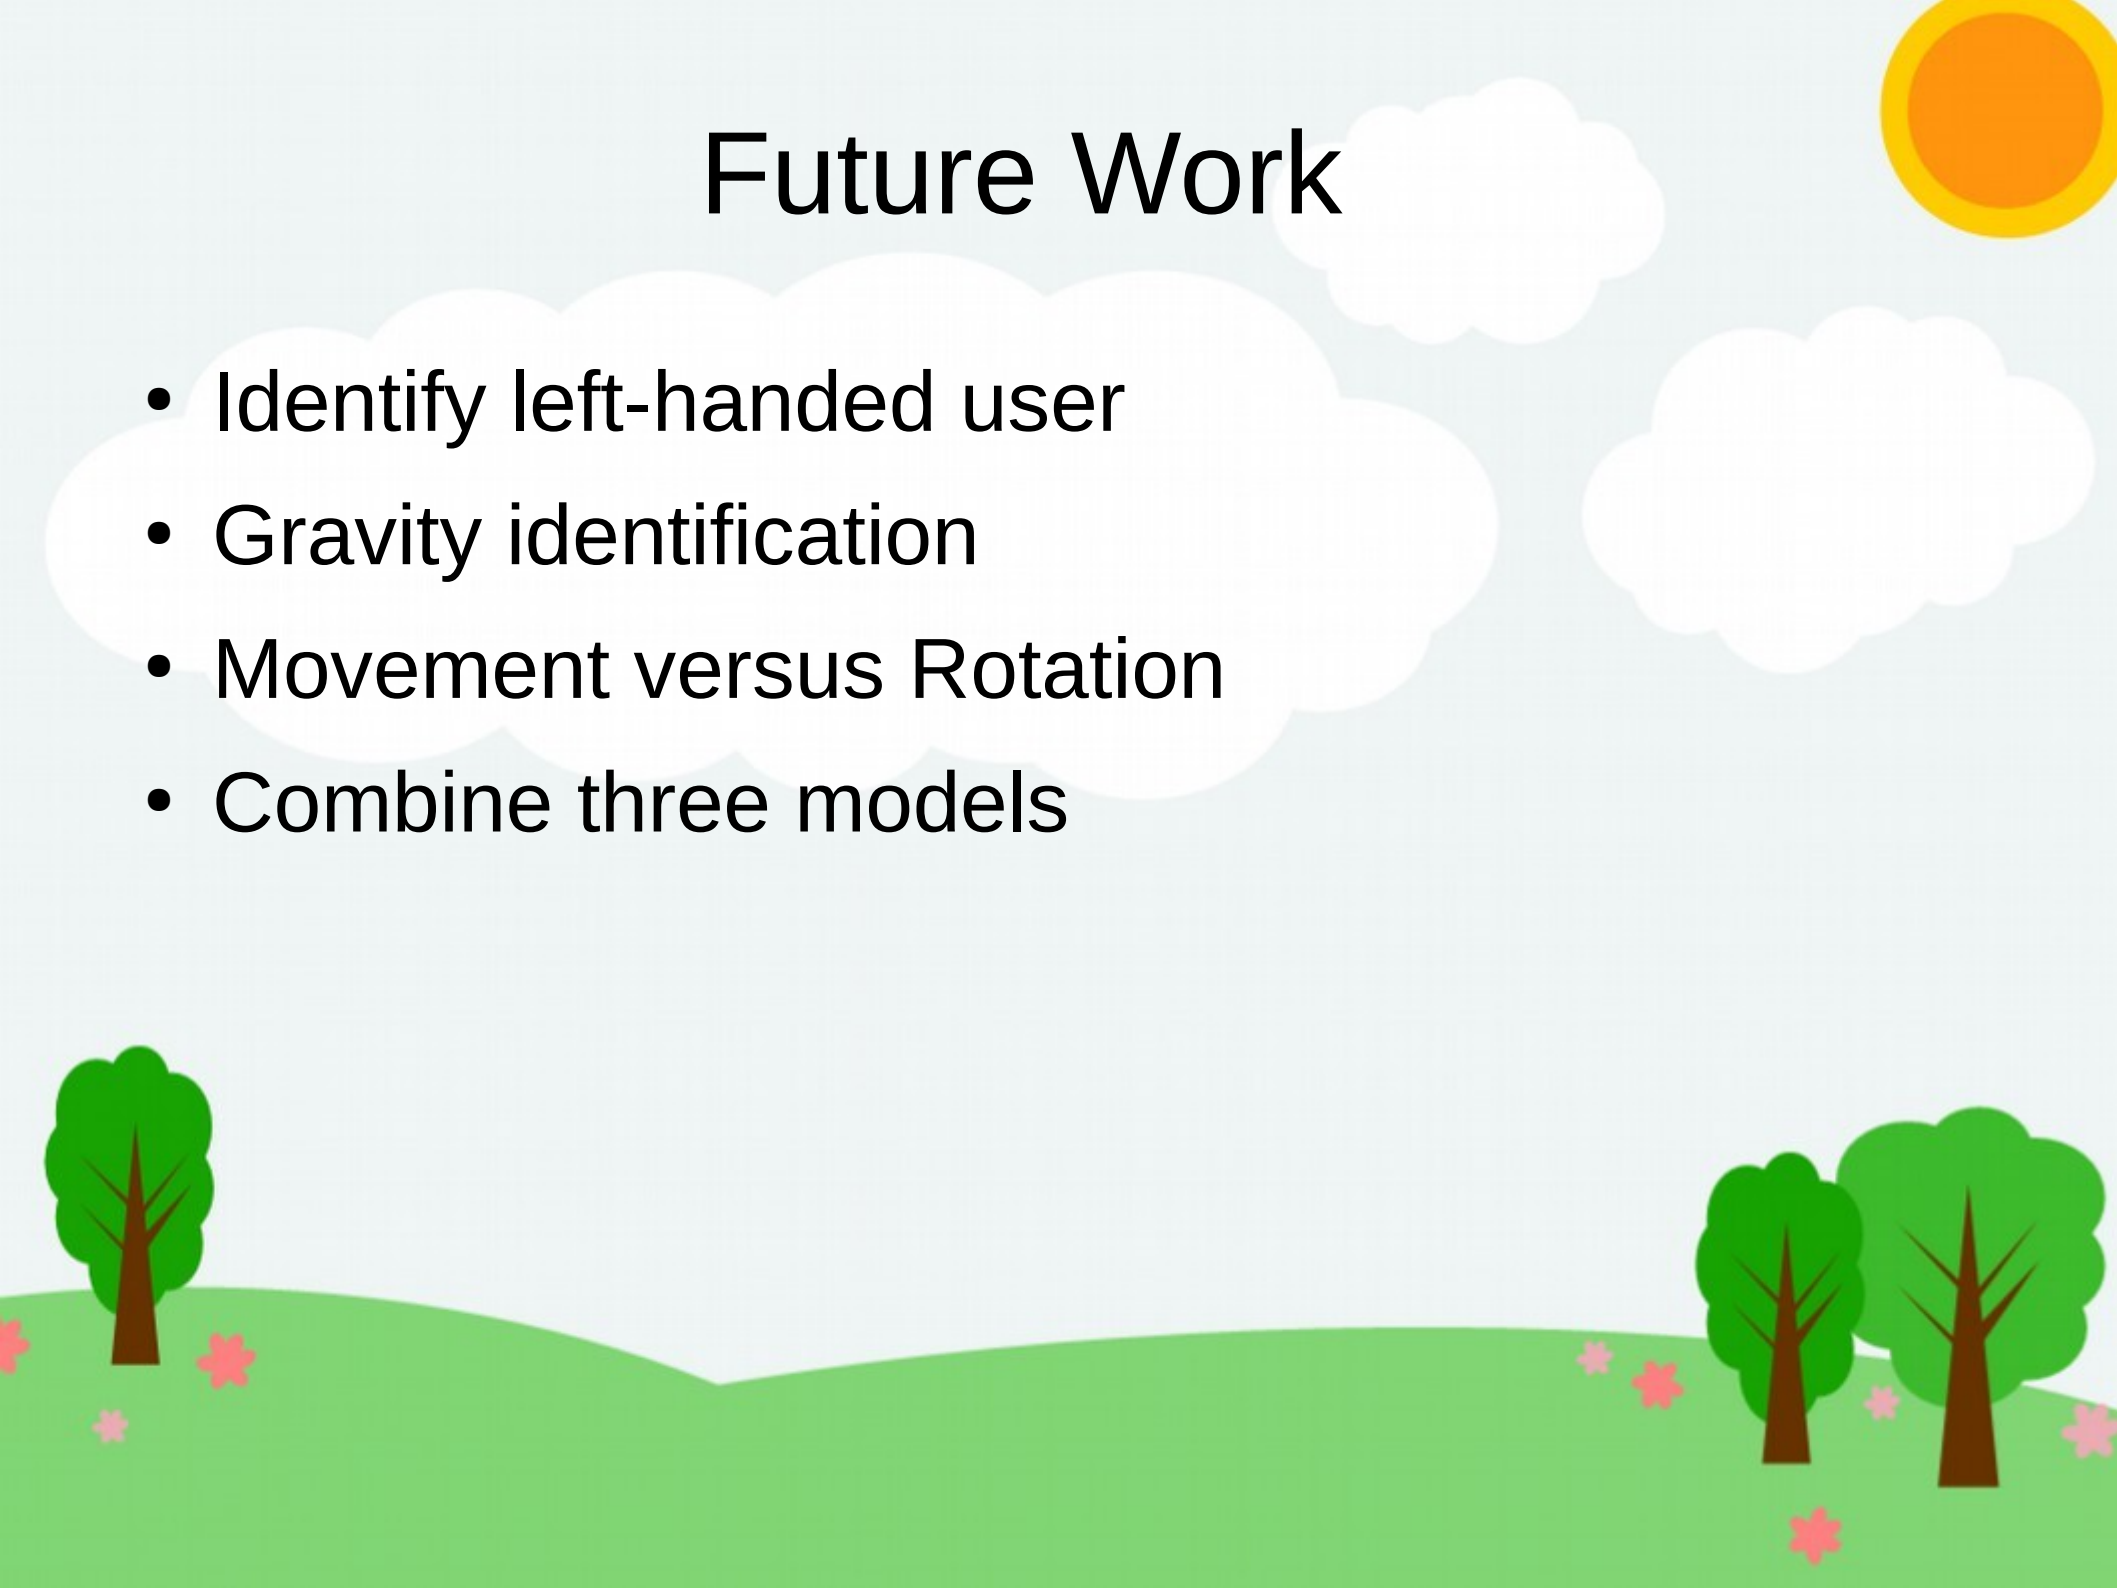 Future Work
• Identify left-handed user
• Gravity identification
• Movement versus Rotation
• Combine three models